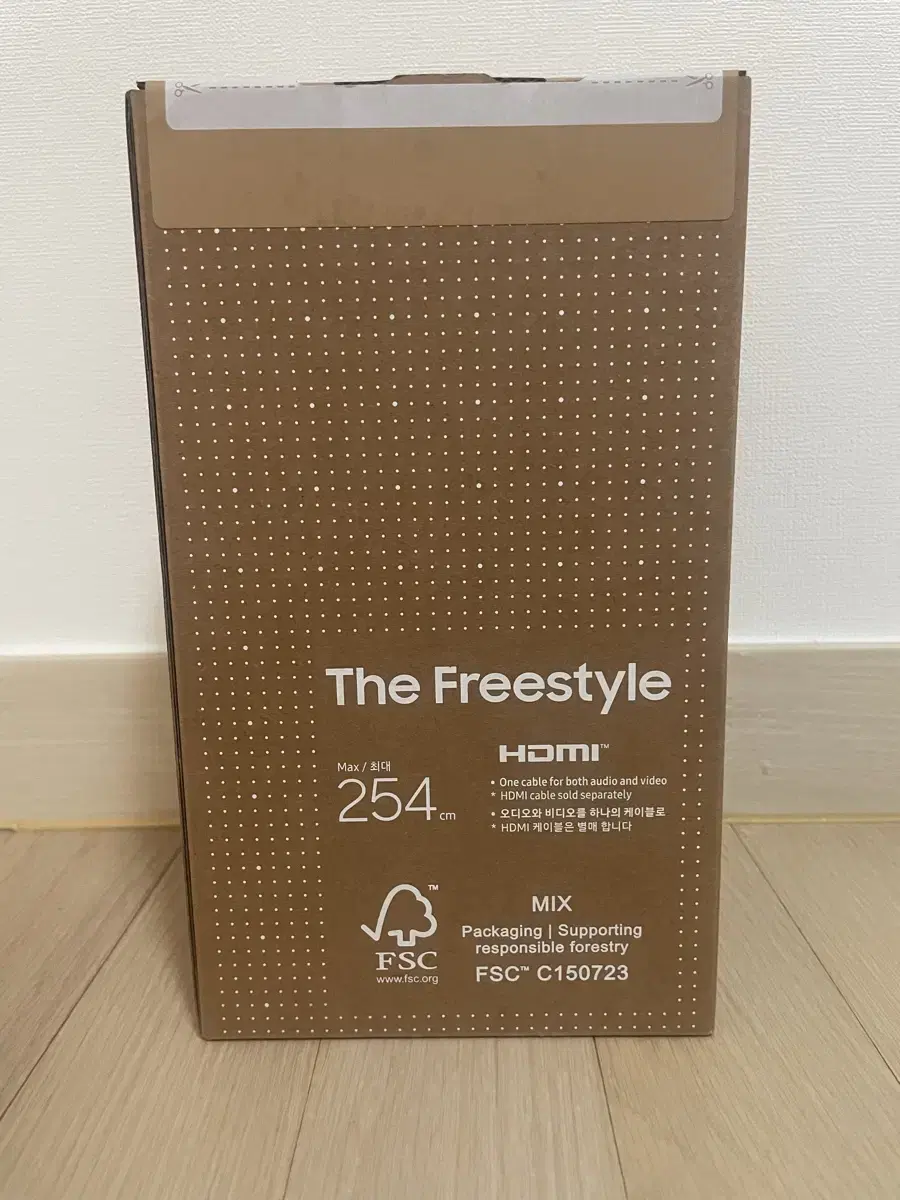 The Freestyle
Max / 최대
254 cm
HDMI™
• One cable for both audio and video
* HDMI cable sold separately
• 오디오와 비디오를 하나의 케이블로
* HDMI 케이블은 별매 합니다
™
FSC
www.fsc.org
MIX
Packaging | Supporting
responsible forestry
FSC™ C150723